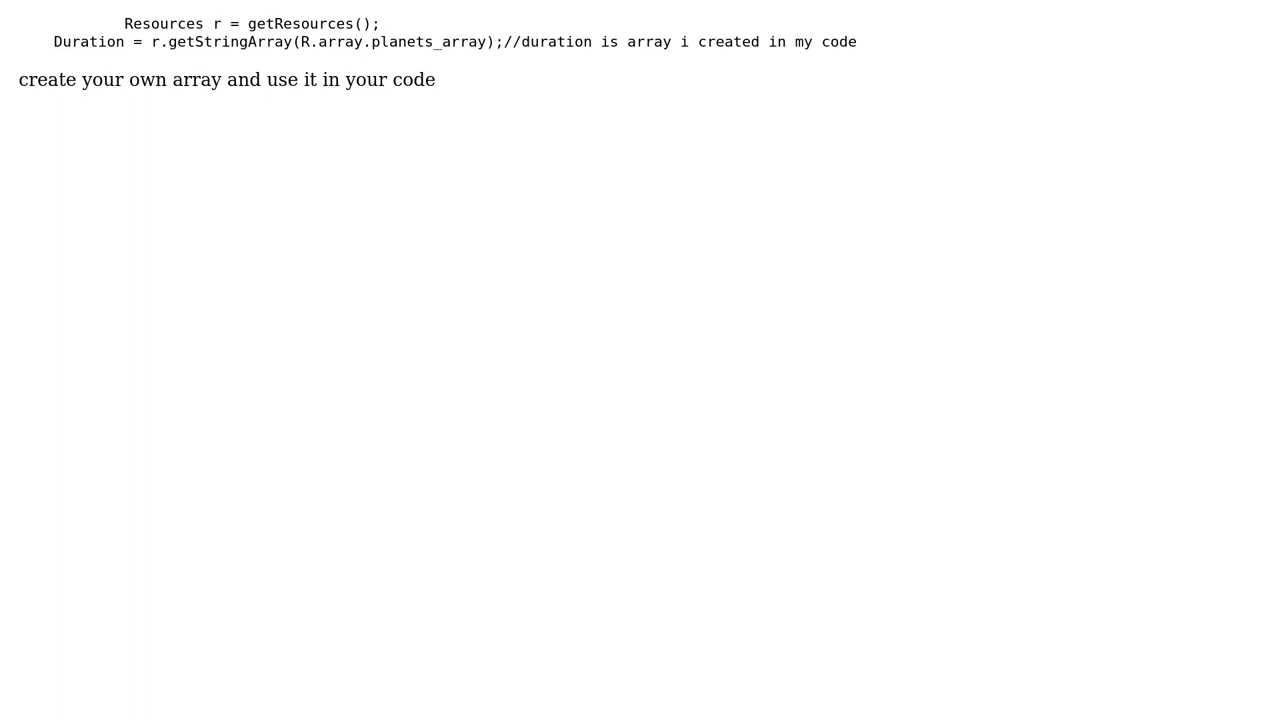 Resources r = getResources();
Duration = r.getStringArray(R.array.planets_array);//duration is array i created in my code
create your own array and use it in your code